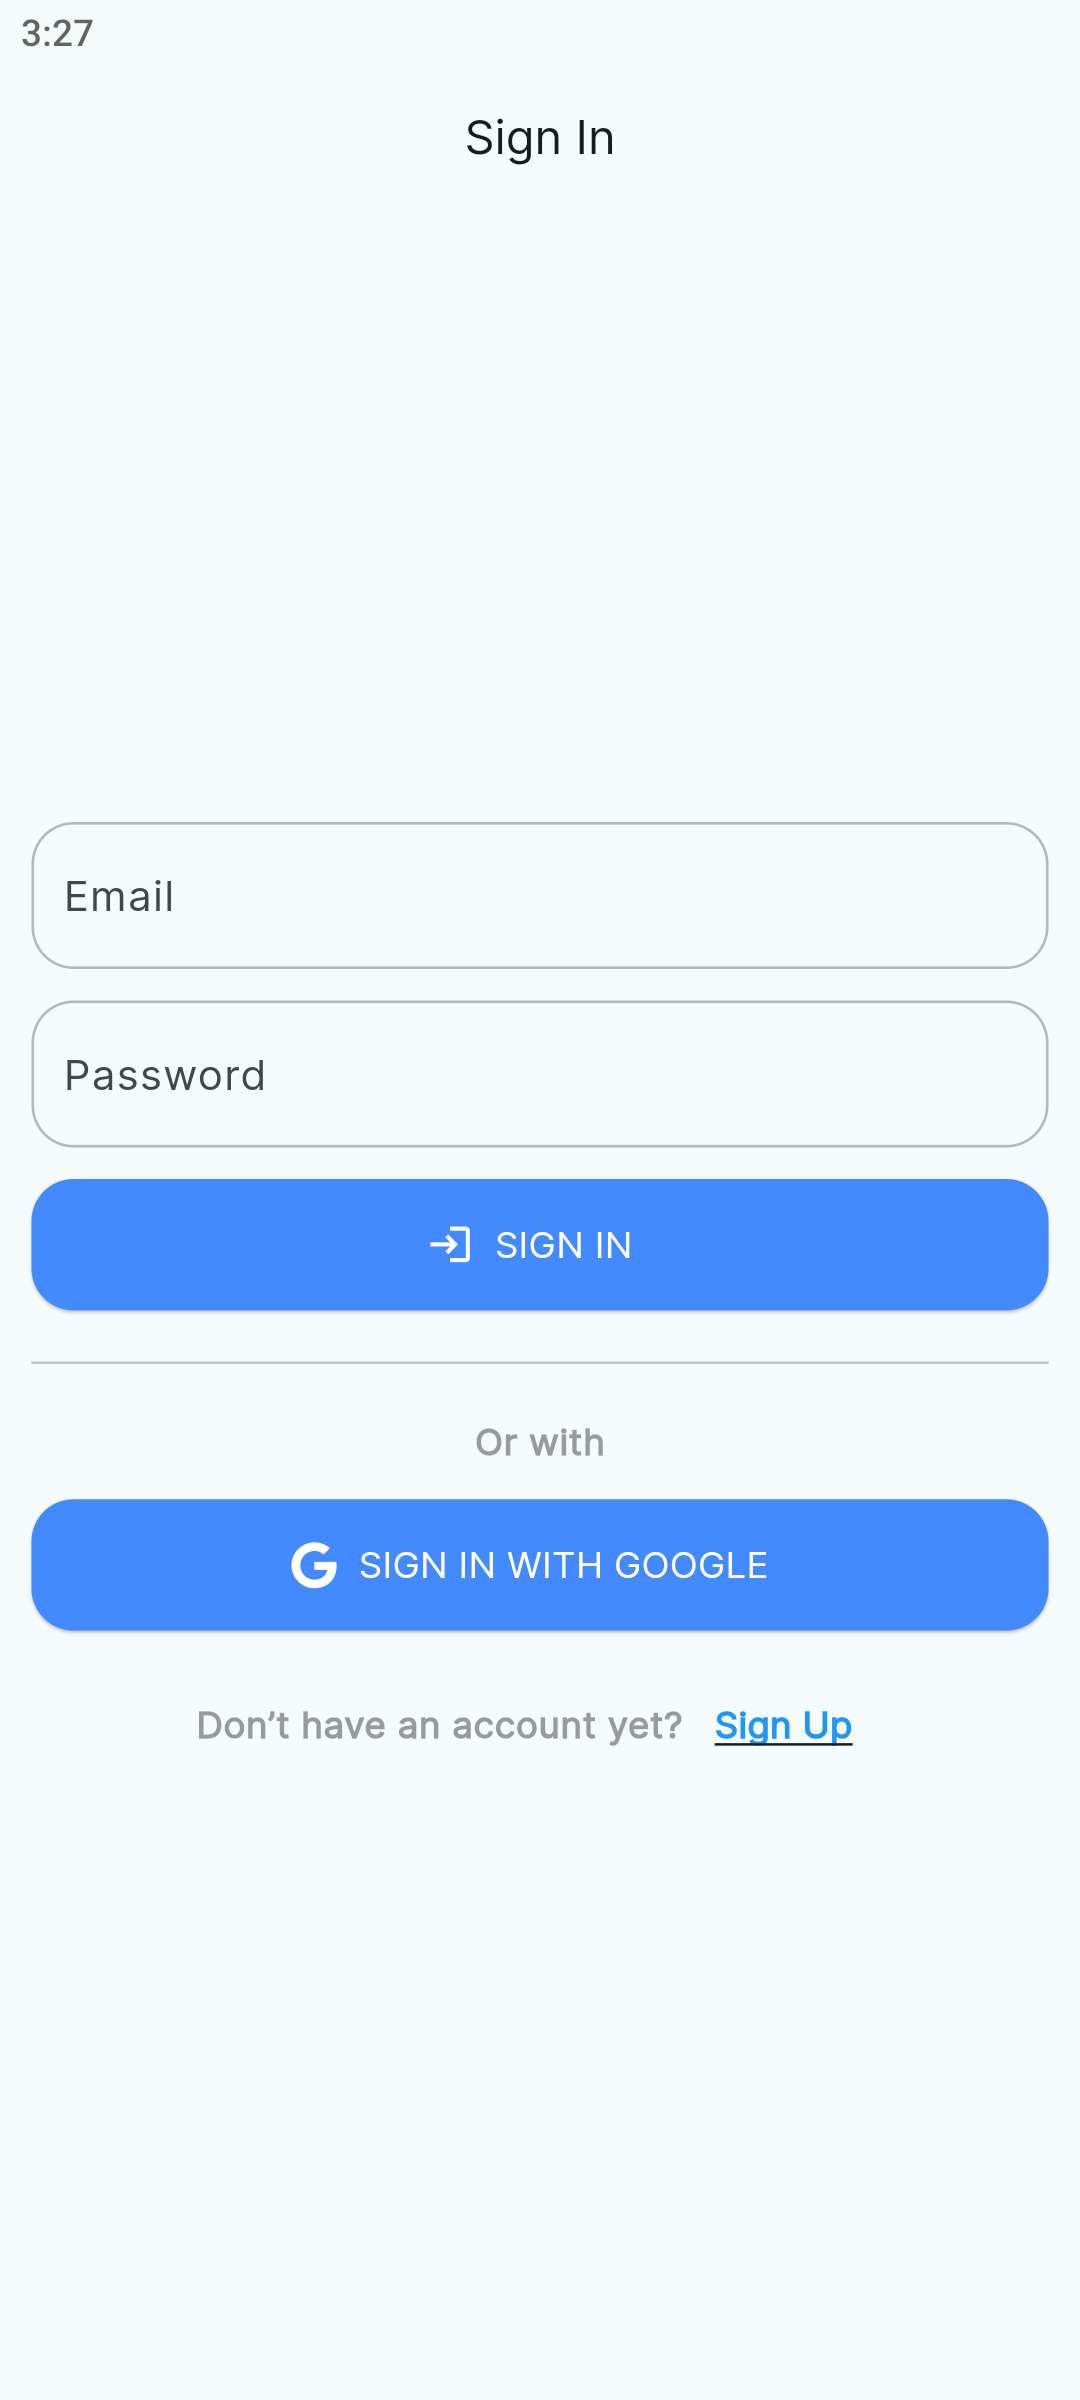 3:27
Sign In
Email
Password
SIGN IN
Or with
SIGN IN WITH GOOGLE
Don’t have an account yet? Sign Up